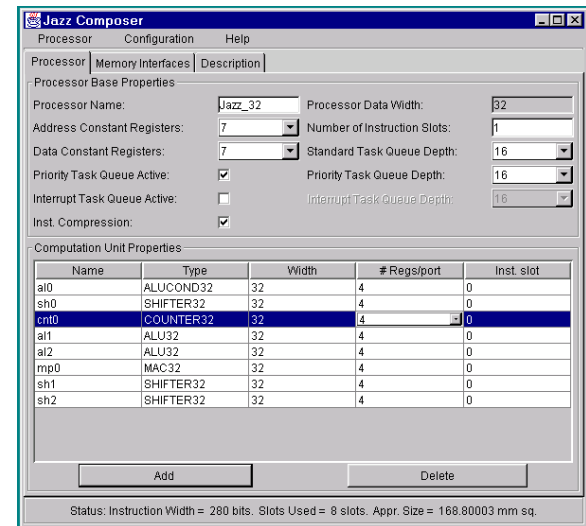 Jazz Composer
Processor Configuration Help
Processor Memory Interfaces Description
Processor Base Properties
Processor Name: Jazz_32 Processor Data Width: 32
Address Constant Registers: 7 Number of Instruction Slots: 1
Data Constant Registers: 7 Standard Task Queue Depth: 16
Priority Task Queue Active: Priority Task Queue Depth: 16
Interrupt Task Queue Active: Interrupt Task Queue Depth: 16
Inst. Compression:
Computation Unit Properties
Name Type Width # Regs/port Inst. slot
al0 ALUCOND32 32 4 0
sh0 SHIFTER32 32 4 0
cnt0 COUNTER32 32 4 0
al1 ALU32 32 4 0
al2 ALU32 32 4 0
mp0 MAC32 32 4 0
sh1 SHIFTER32 32 4 0
sh2 SHIFTER32 32 4 0
Add Delete
Status: Instruction Width = 280 bits. Slots Used = 8 slots. Appr. Size = 168.80003 mm sq.